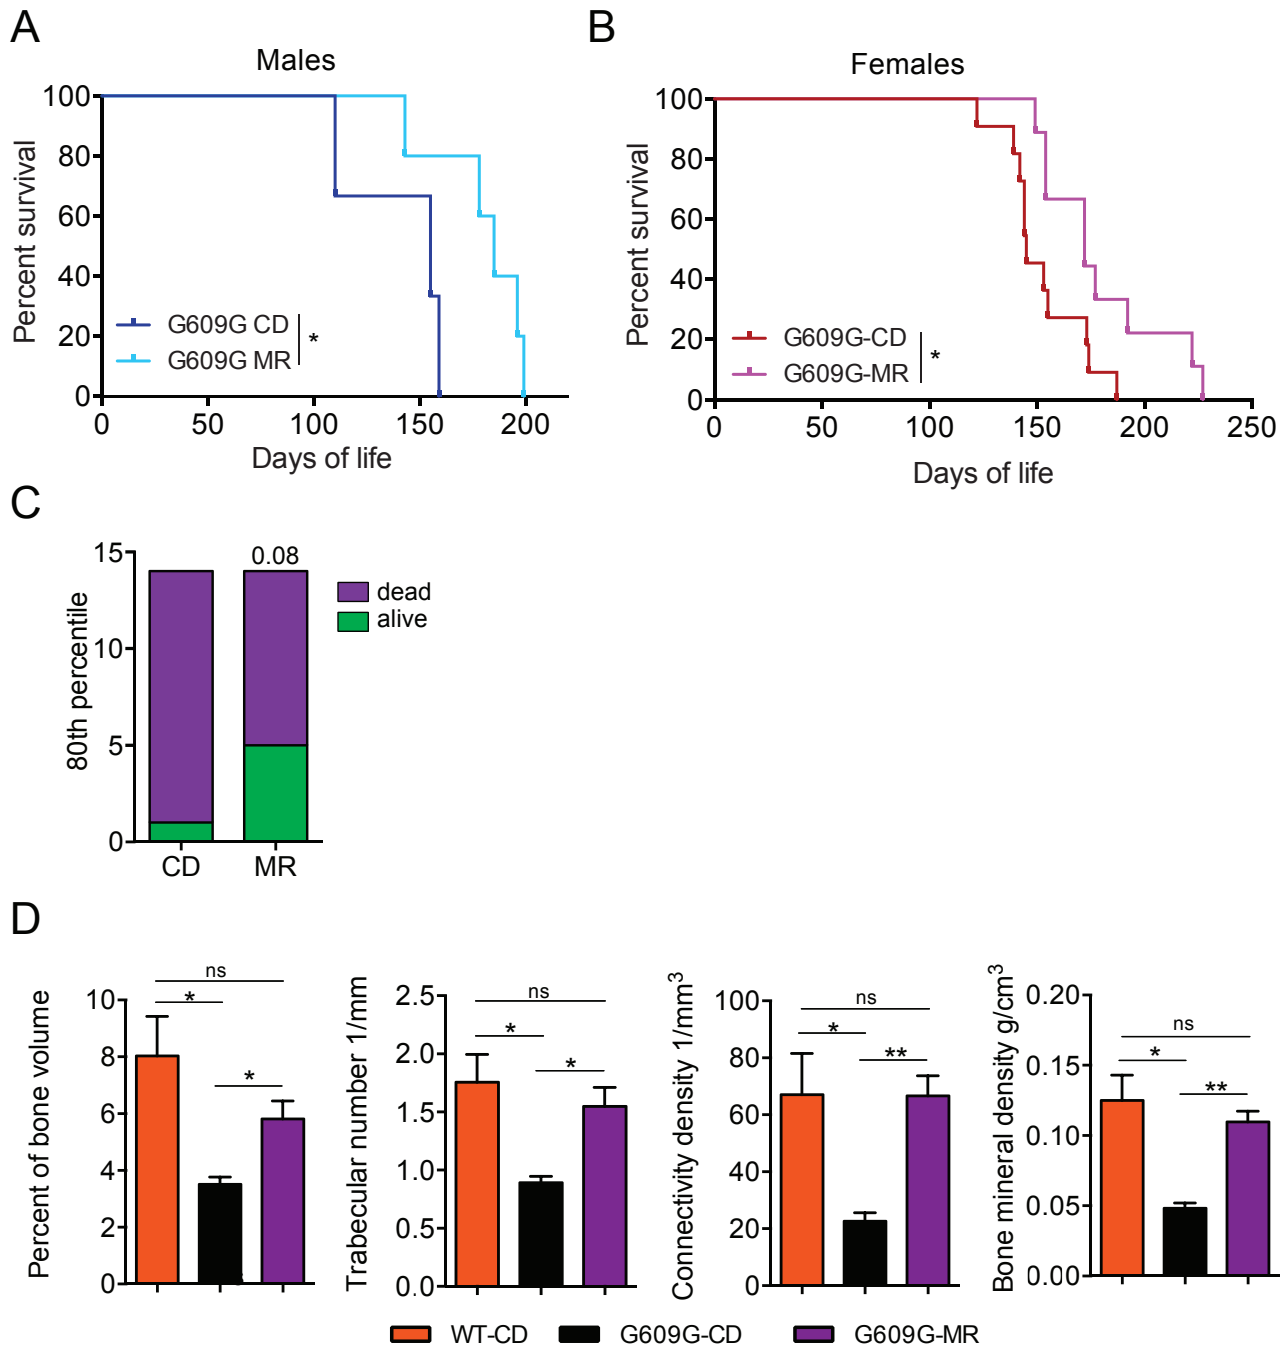 A
Males
Percent survival
100
80
60
40
20
0
0 50 100 150 200
Days of life
G609G CD
G609G MR
*
B
Females
Percent survival
100
80
60
40
20
0
0 50 100 150 200 250
Days of life
G609G-CD
G609G-MR
*
C
80th percentile
15
10
5
0
0.08
CD MR
dead
alive
D
Percent of bone volume
10
8
6
4
2
0
ns
*
*
Trabecular number 1/mm
2.5
2.0
1.5
1.0
0.5
0.0
ns
*
*
Connectivity density 1/mm³
100
80
60
40
20
0
ns
*
**
Bone mineral density g/cm³
0.20
0.15
0.10
0.05
0.00
ns
*
**
WT-CD G609G-CD G609G-MR